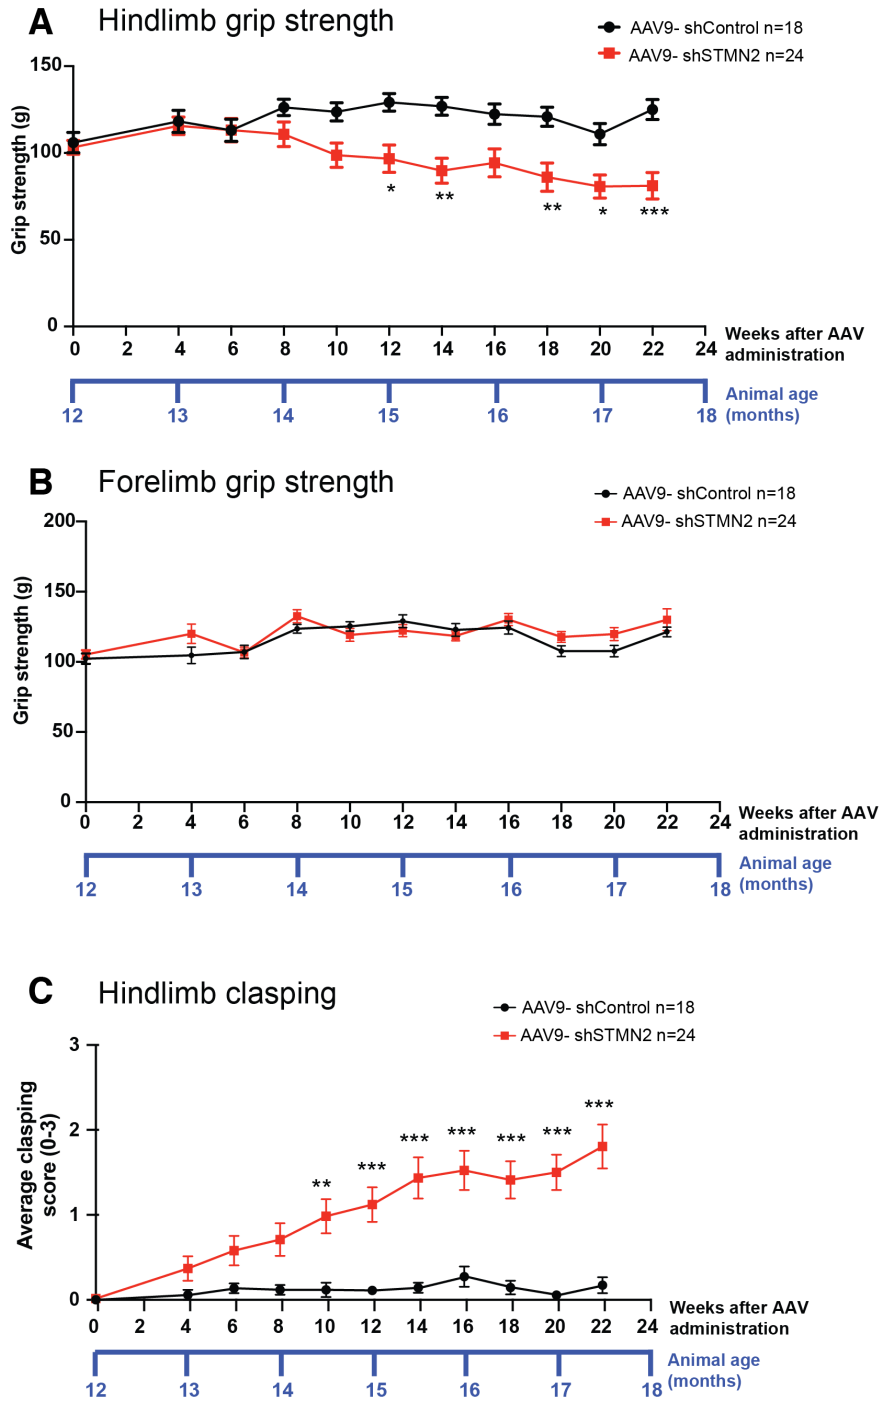 A Hindlimb grip strength
AAV9- shControl n=18
AAV9- shSTMN2 n=24
Grip strength (g)
150
100
50
0
* ** ** * ***
0 2 4 6 8 10 12 14 16 18 20 22 24
Weeks after AAV
administration
12 13 14 15 16 17 18
Animal age
(months)
B Forelimb grip strength
AAV9- shControl n=18
AAV9- shSTMN2 n=24
Grip strength (g)
200
150
100
50
0
0 2 4 6 8 10 12 14 16 18 20 22 24
Weeks after AAV
administration
12 13 14 15 16 17 18
Animal age
(months)
C Hindlimb clasping
AAV9- shControl n=18
AAV9- shSTMN2 n=24
Average clasping
score (0-3)
3
2
1
0
** *** *** *** *** *** ***
0 2 4 6 8 10 12 14 16 18 20 22 24
Weeks after AAV
administration
12 13 14 15 16 17 18
Animal age
(months)